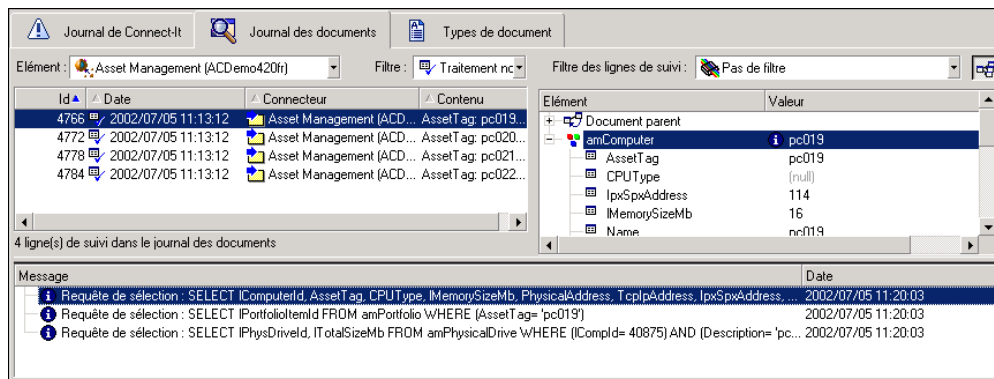 Journal de Connect-It Journal des documents Types de document
Elément : Asset Management (ACDemo420fr) Filtre : Traitement nc Filtre des lignes de suivi : Pas de filtre
Id Date Connecteur Contenu
4766 2002/07/05 11:13:12 Asset Management (ACD... AssetTag: pc019...
4772 2002/07/05 11:13:12 Asset Management (ACD... AssetTag: pc020...
4778 2002/07/05 11:13:12 Asset Management (ACD... AssetTag: pc021...
4784 2002/07/05 11:13:12 Asset Management (ACD... AssetTag: pc022...
4 ligne(s) de suivi dans le journal des documents
Elément Valeur
Document parent
amComputer pc019
AssetTag pc019
CPUType (null)
IpxSpxAddress 114
lMemorySizeMb 16
Name pc019
Message Date
Requête de sélection : SELECT lComputerId, AssetTag, CPUType, lMemorySizeMb, PhysicalAddress, TcpIpAddress, IpxSpxAddress, ... 2002/07/05 11:20:03
Requête de sélection : SELECT lPortfolioItemId FROM amPortfolio WHERE (AssetTag= 'pc019') 2002/07/05 11:20:03
Requête de sélection : SELECT lPhysDriveId, lTotalSizeMb FROM amPhysicalDrive WHERE (lCompId= 40875) AND (Description= 'pc... 2002/07/05 11:20:03